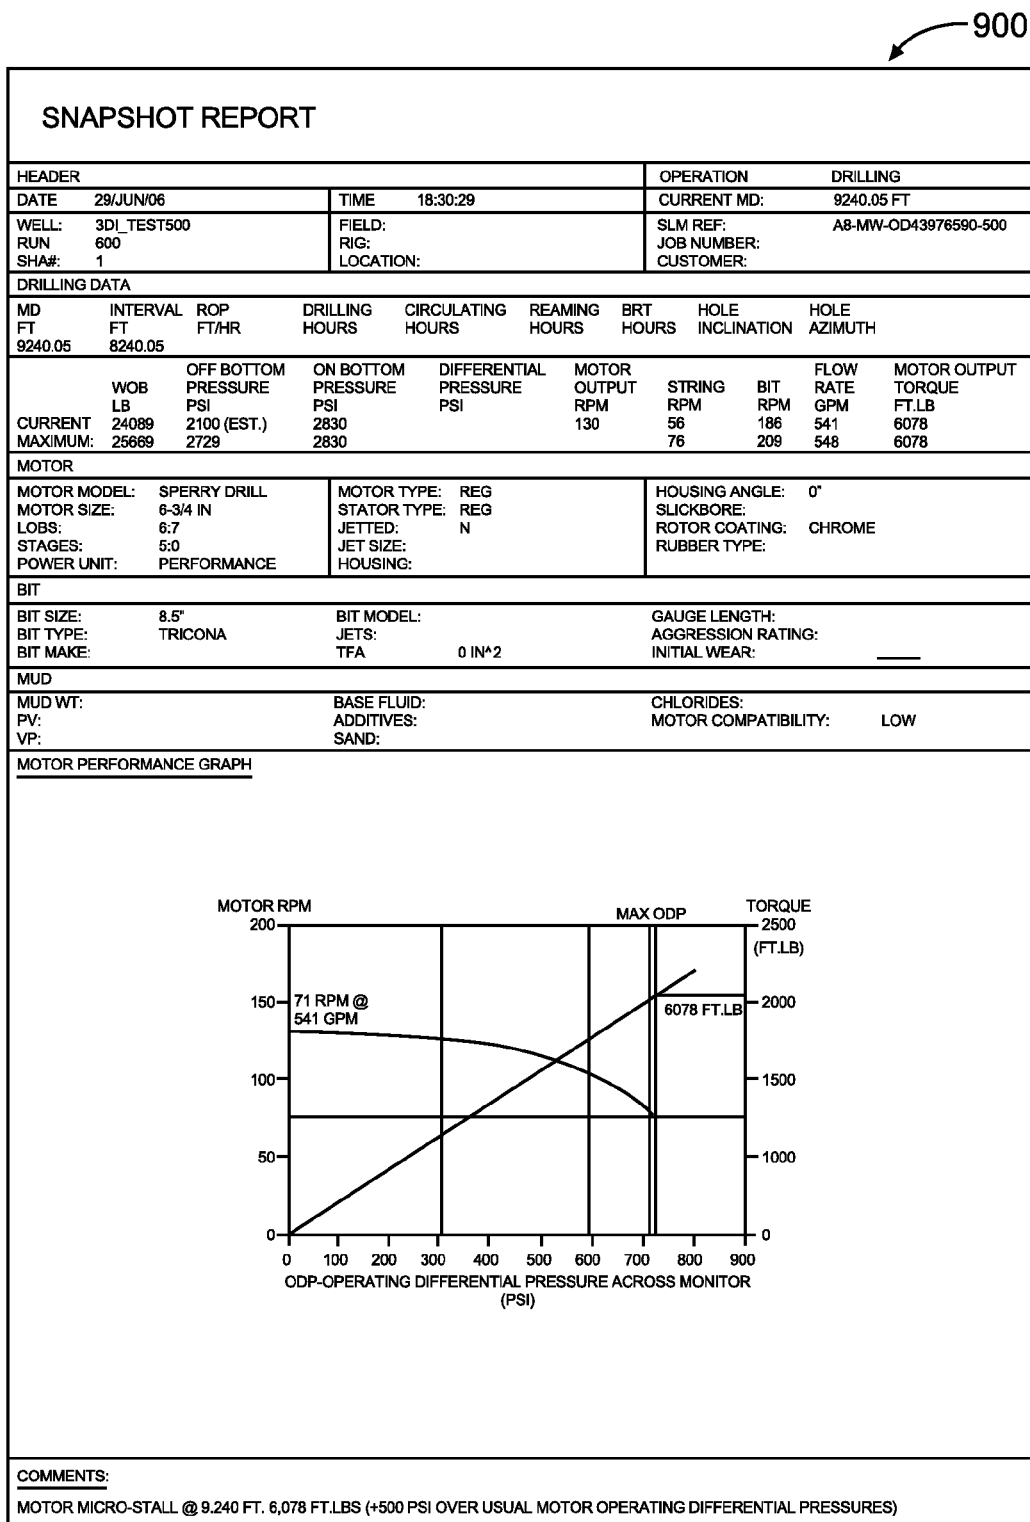 900
SNAPSHOT REPORT
HEADER OPERATION DRILLING
DATE 29/JUN/06 TIME 18:30:29 CURRENT MD: 9240.05 FT
WELL: 3DI_TEST500 FIELD: SLM REF: A8-MW-OD43976590-500
RUN 600 RIG: JOB NUMBER:
SHA#: 1 LOCATION: CUSTOMER:
DRILLING DATA
MD INTERVAL ROP DRILLING CIRCULATING REAMING BRT HOLE HOLE
FT FT FT/HR HOURS HOURS HOURS HOURS INCLINATION AZIMUTH
9240.05 8240.05
OFF BOTTOM ON BOTTOM DIFFERENTIAL MOTOR FLOW MOTOR OUTPUT
WOB PRESSURE PRESSURE PRESSURE OUTPUT STRING BIT RATE TORQUE
LB PSI PSI PSI RPM RPM RPM GPM FT.LB
CURRENT 24089 2100 (EST.) 2830 130 56 186 541 6078
MAXIMUM: 25669 2729 2830 76 209 548 6078
MOTOR
MOTOR MODEL: SPERRY DRILL MOTOR TYPE: REG HOUSING ANGLE: 0"
MOTOR SIZE: 6-3/4 IN STATOR TYPE: REG SLICKBORE:
LOBS: 6:7 JETTED: N ROTOR COATING: CHROME
STAGES: 5:0 JET SIZE: RUBBER TYPE:
POWER UNIT: PERFORMANCE HOUSING:
BIT
BIT SIZE: 8.5" BIT MODEL: GAUGE LENGTH:
BIT TYPE: TRICONA JETS: AGGRESSION RATING:
BIT MAKE: TFA 0 IN^2 INITIAL WEAR:
MUD
MUD WT: BASE FLUID: CHLORIDES:
PV: ADDITIVES: MOTOR COMPATIBILITY: LOW
VP: SAND:
MOTOR PERFORMANCE GRAPH
MOTOR RPM MAX ODP TORQUE
200 2500
(FT.LB)
150 71 RPM @ 2000
541 GPM 6078 FT.LB
100 1500
50 1000
0 0
0 100 200 300 400 500 600 700 800 900
ODP-OPERATING DIFFERENTIAL PRESSURE ACROSS MONITOR
(PSI)
COMMENTS:
MOTOR MICRO-STALL @ 9.240 FT. 6,078 FT.LBS (+500 PSI OVER USUAL MOTOR OPERATING DIFFERENTIAL PRESSURES)